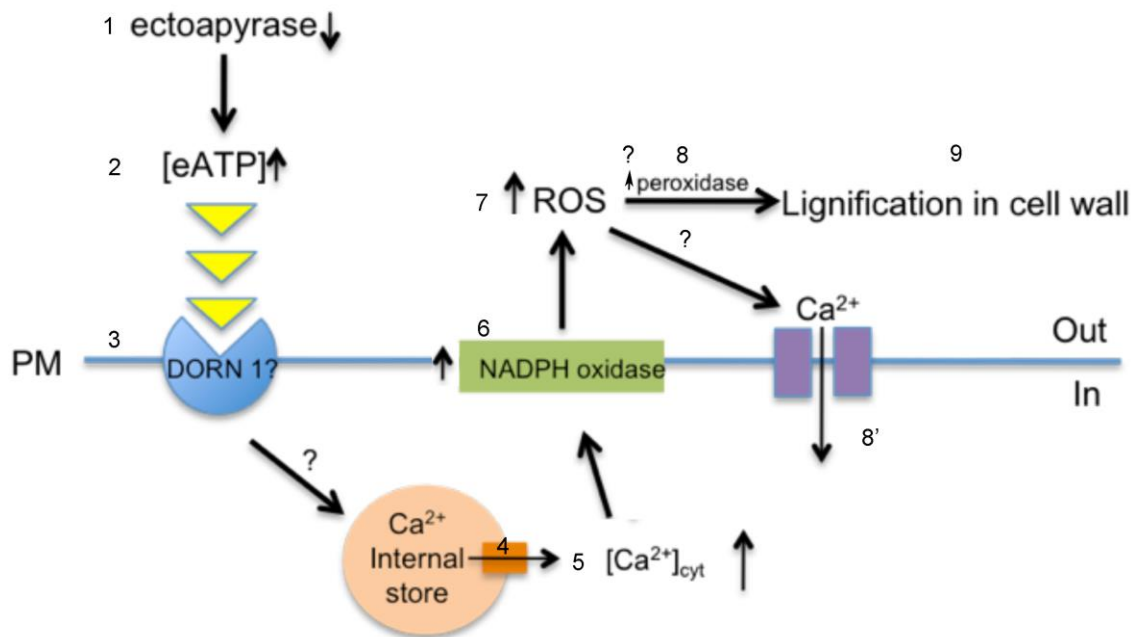 1 ectoapyrase
2 [eATP]
? 8 9
7 ROS peroxidase Lignification in cell wall
?
Ca2+
3 6 Out
PM DORN 1? NADPH oxidase
In
8’
?
Ca2+
Internal
store
4
5 [Ca2+]cyt